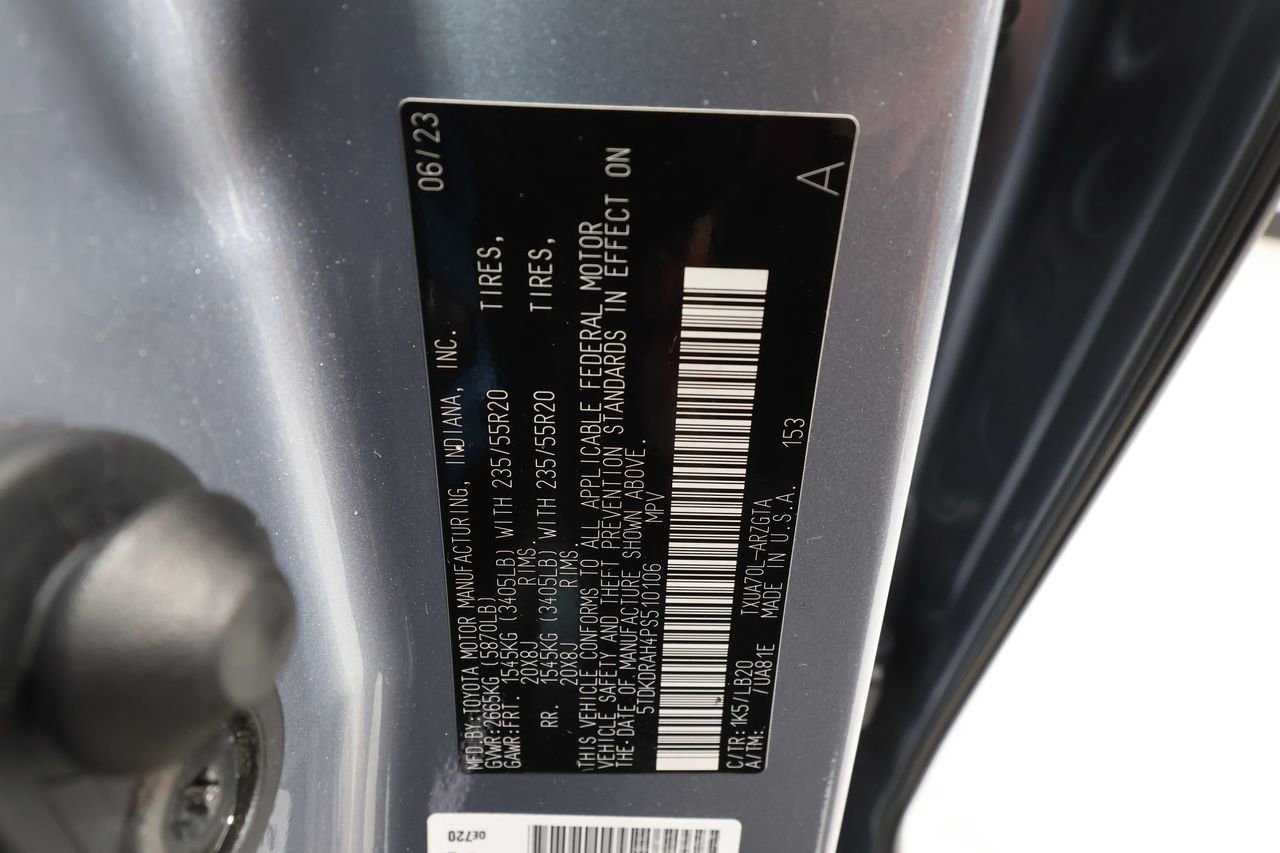 MFD.BY:TOYOTA MOTOR MANUFACTURING, INDIANA, INC. 06/23
GVWR:2665KG (5870LB)
GAWR:FRT. 1545KG (3405LB) WITH 235/55R20 TIRES,
20X8J RIMS.
RR. 1545KG (3405LB) WITH 235/55R20 TIRES,
20X8J RIMS.
THIS VEHICLE CONFORMS TO ALL APPLICABLE FEDERAL MOTOR
VEHICLE SAFETY AND THEFT PREVENTION STANDARDS IN EFFECT ON
THE DATE OF MANUFACTURE SHOWN ABOVE.
5TDKDRAH4PS510106 MPV
C/TR:1K5/LB20 TXUA70L-ARZGTA
A/TM: /UA81E MADE IN U.S.A. 153
A
0E720